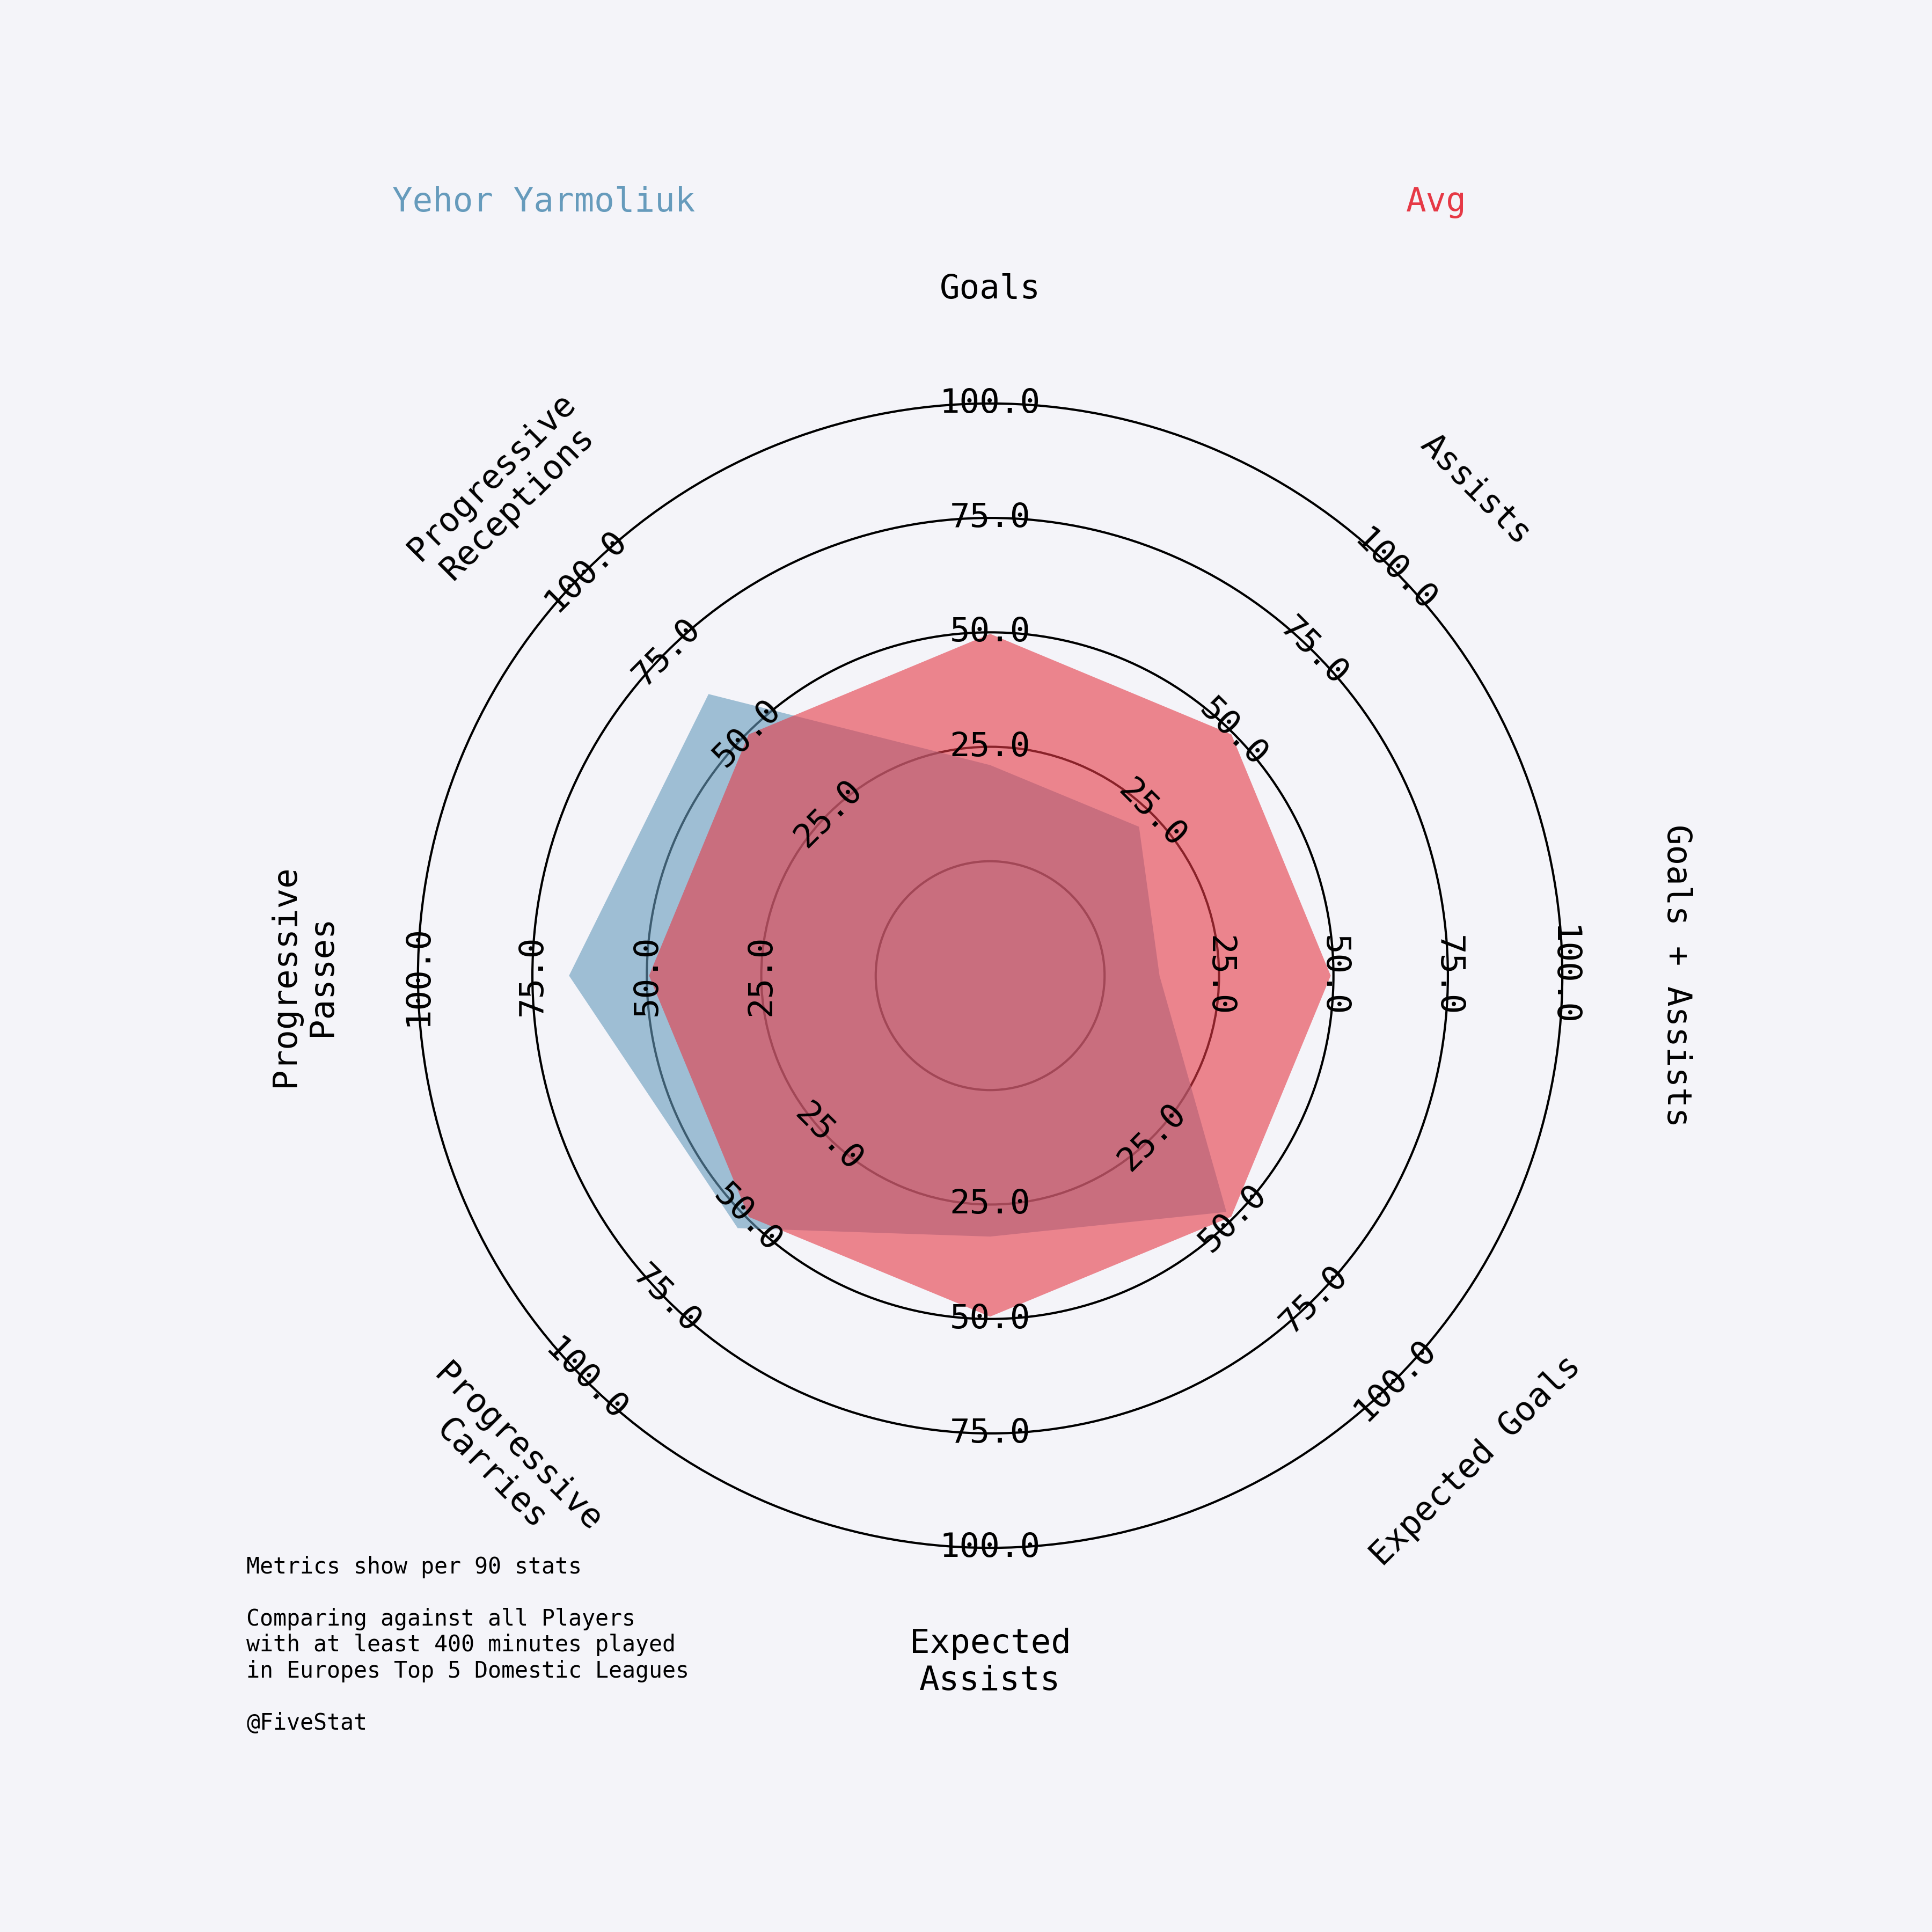 Yehor Yarmoliuk
Avg
Goals
Assists
Goals + Assists
Expected Goals
Expected
Assists
Progressive
Carries
Progressive
Passes
Progressive
Receptions
25.0
50.0
75.0
100.0
25.0
50.0
75.0
100.0
25.0
50.0
75.0
100.0
25.0
50.0
75.0
100.0
25.0
50.0
75.0
100.0
25.0
50.0
75.0
100.0
25.0
50.0
75.0
100.0
25.0
50.0
75.0
100.0
Metrics show per 90 stats
Comparing against all Players
with at least 400 minutes played
in Europes Top 5 Domestic Leagues
@FiveStat